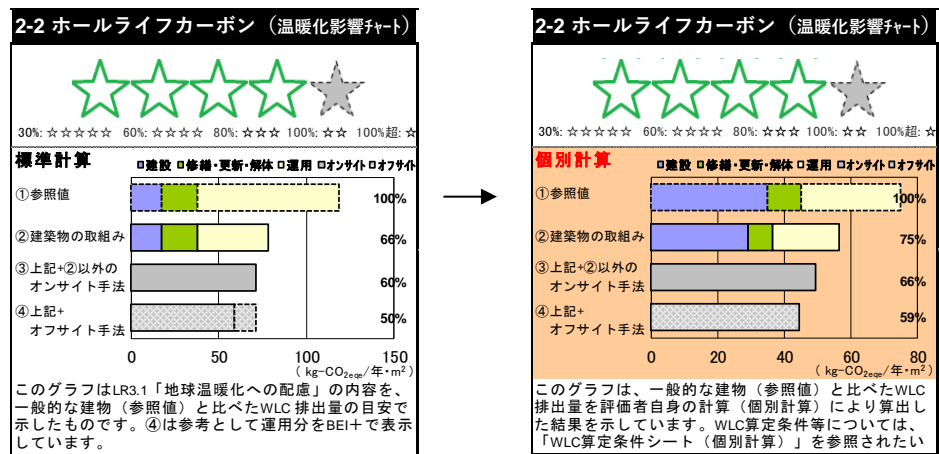 2-2 ホールライフカーボン（温暖化影響ﾁｬｰﾄ）
30%: ☆☆☆☆☆ 60%: ☆☆☆☆ 80%: ☆☆☆ 100%: ☆☆ 100%超: ☆
標準計算
■建設 ■修繕・更新・解体 □運用 □オンサイト □オフサイト
①参照値
100%
②建築物の取組み
66%
③上記+②以外の
オンサイト手法
60%
④上記+
オフサイト手法
50%
0 50 100 150
（ kg-CO2eqe/年・m²）
このグラフはLR3.1「地球温暖化への配慮」の内容を、
一般的な建物（参照値）と比べたWLC 排出量の目安で
示したものです。④は参考として運用分をBEI＋で表示
しています。
2-2 ホールライフカーボン（温暖化影響ﾁｬｰﾄ）
30%: ☆☆☆☆☆ 60%: ☆☆☆☆ 80%: ☆☆☆ 100%: ☆☆ 100%超: ☆
個別計算
■建設 ■修繕・更新・解体 □運用 □オンサイト □オフサイト
①参照値
100%
②建築物の取組み
75%
③上記+②以外の
オンサイト手法
66%
④上記+
オフサイト手法
59%
0 20 40 60 80
（ kg-CO2eqe/年・m²）
このグラフは、一般的な建物（参照値）と比べたWLC
排出量を評価者自身の計算（個別計算）により算出し
た結果を示しています。WLC算定条件等については、
「WLC算定条件シート（個別計算）」を参照されたい